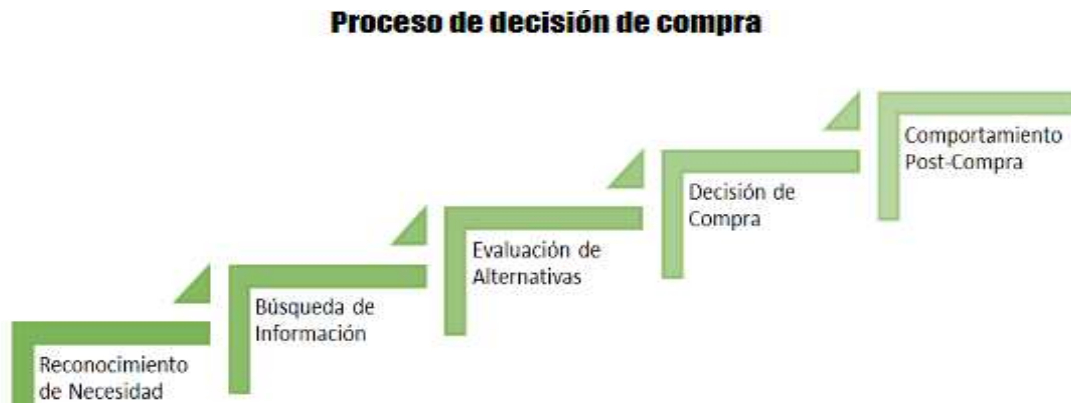 Proceso de decisión de compra
Reconocimiento
de Necesidad
Búsqueda de
Información
Evaluación de
Alternativas
Decisión de
Compra
Comportamiento
Post-Compra